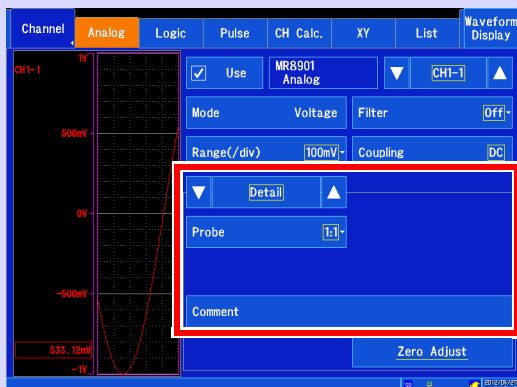 Channel
Analog
Logic
Pulse
CH Calc.
XY
List
Waveform
Display
CH1-1
1V
500mV
0V
-500mV
533.12mV
-1V
Use
MR8901
Analog
CH1-1
Mode Voltage
Filter Off
Range(/div) 100mV
Coupling DC
Detail
Probe 1:1
Comment
Zero Adjust